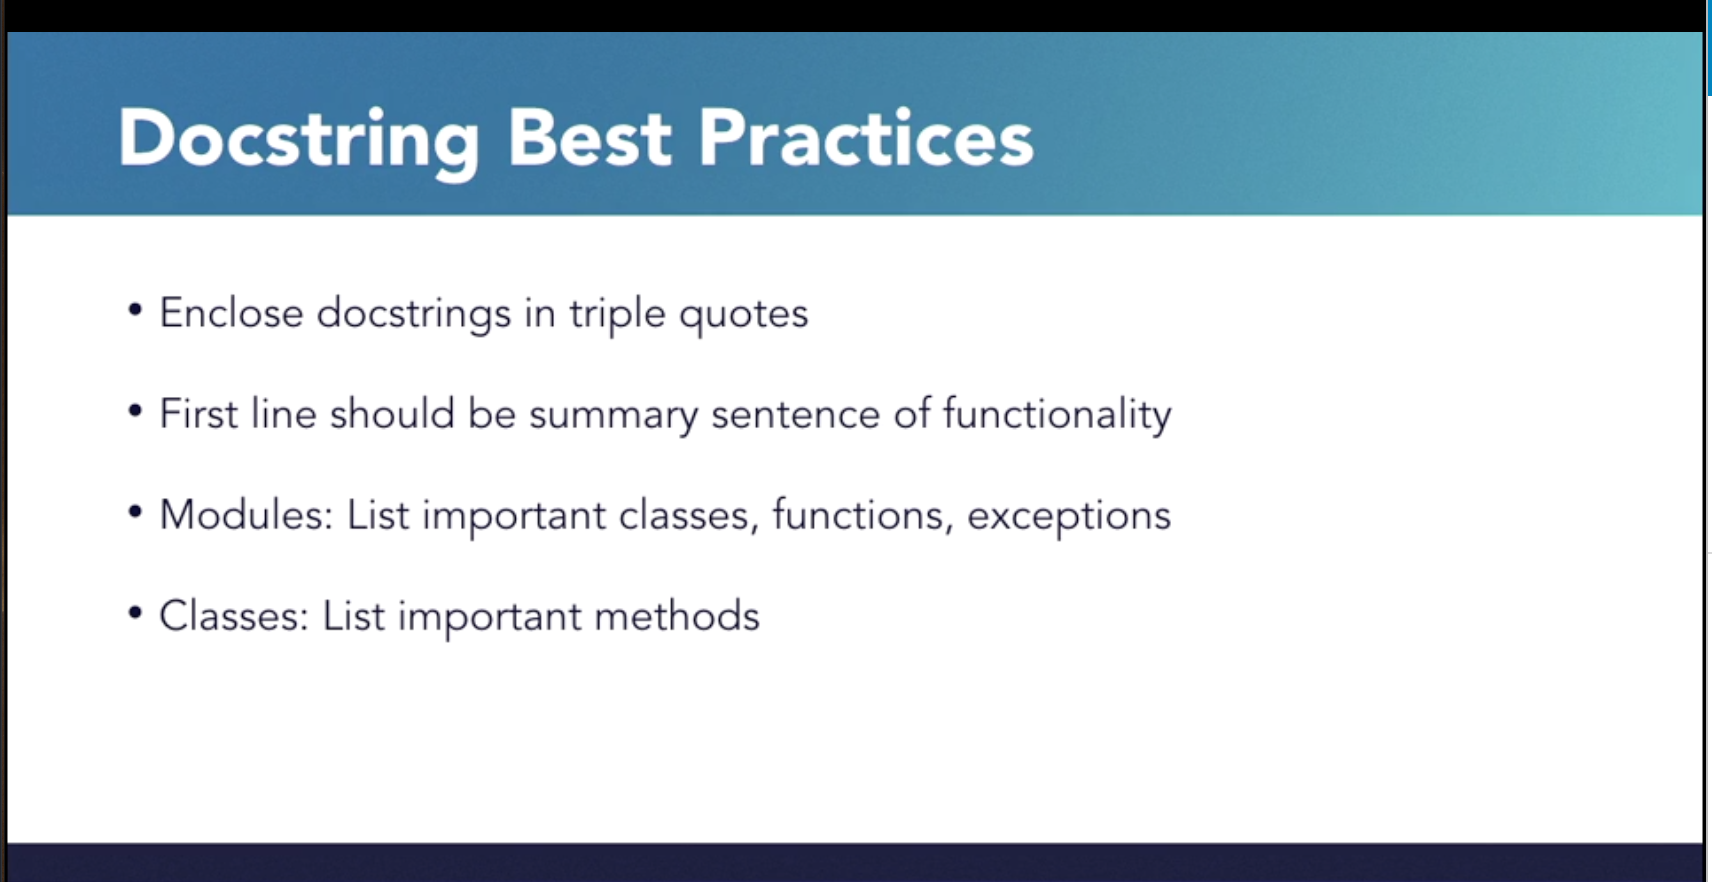 Docstring Best Practices
• Enclose docstrings in triple quotes
• First line should be summary sentence of functionality
• Modules: List important classes, functions, exceptions
• Classes: List important methods